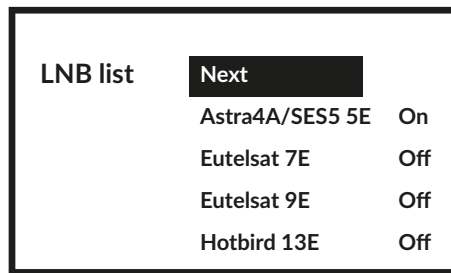 LNB list Next
Astra4A/SES5 5E On
Eutelsat 7E Off
Eutelsat 9E Off
Hotbird 13E Off